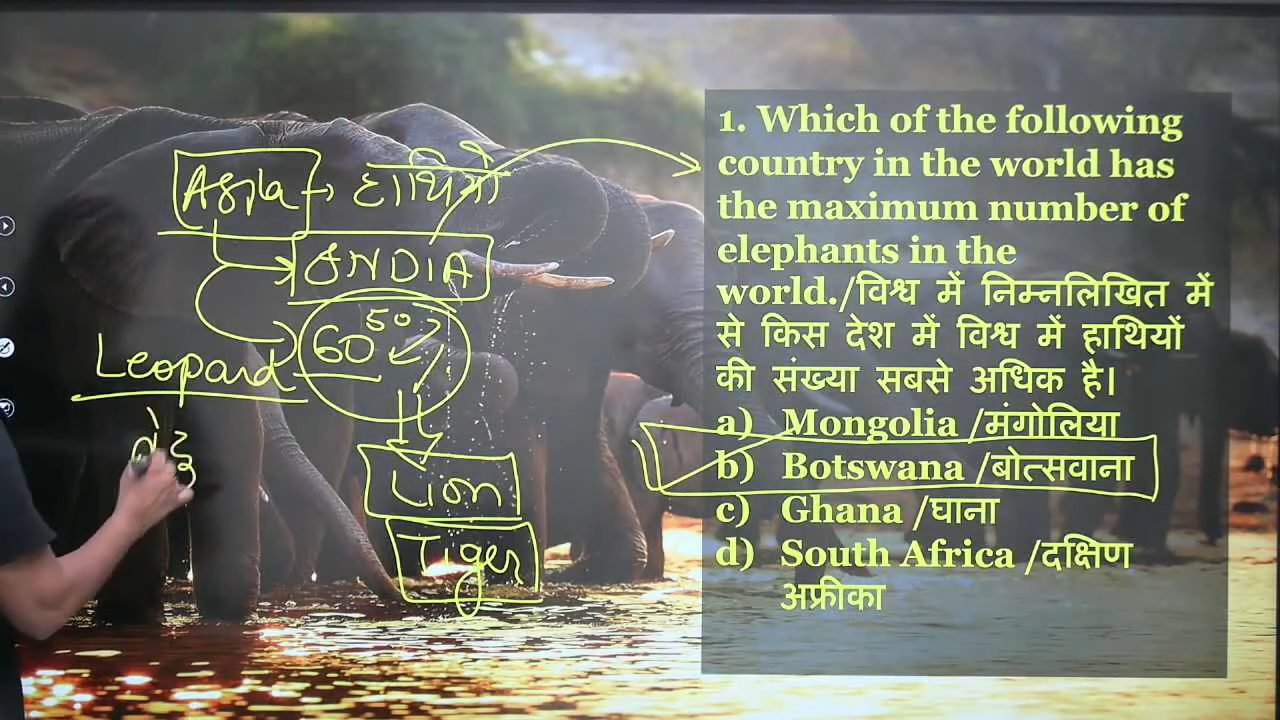 1. Which of the following
country in the world has
the maximum number of
elephants in the
world./विश्व में निम्नलिखित में
से किस देश में विश्व में हाथियों
की संख्या सबसे अधिक है।
a) Mongolia /मंगोलिया
b) Botswana /बोत्सवाना
c) Ghana /घाना
d) South Africa /दक्षिण
अफ्रीका
Asia → हाथियों
INDIA
50
60
Leopard
Lion
Tiger